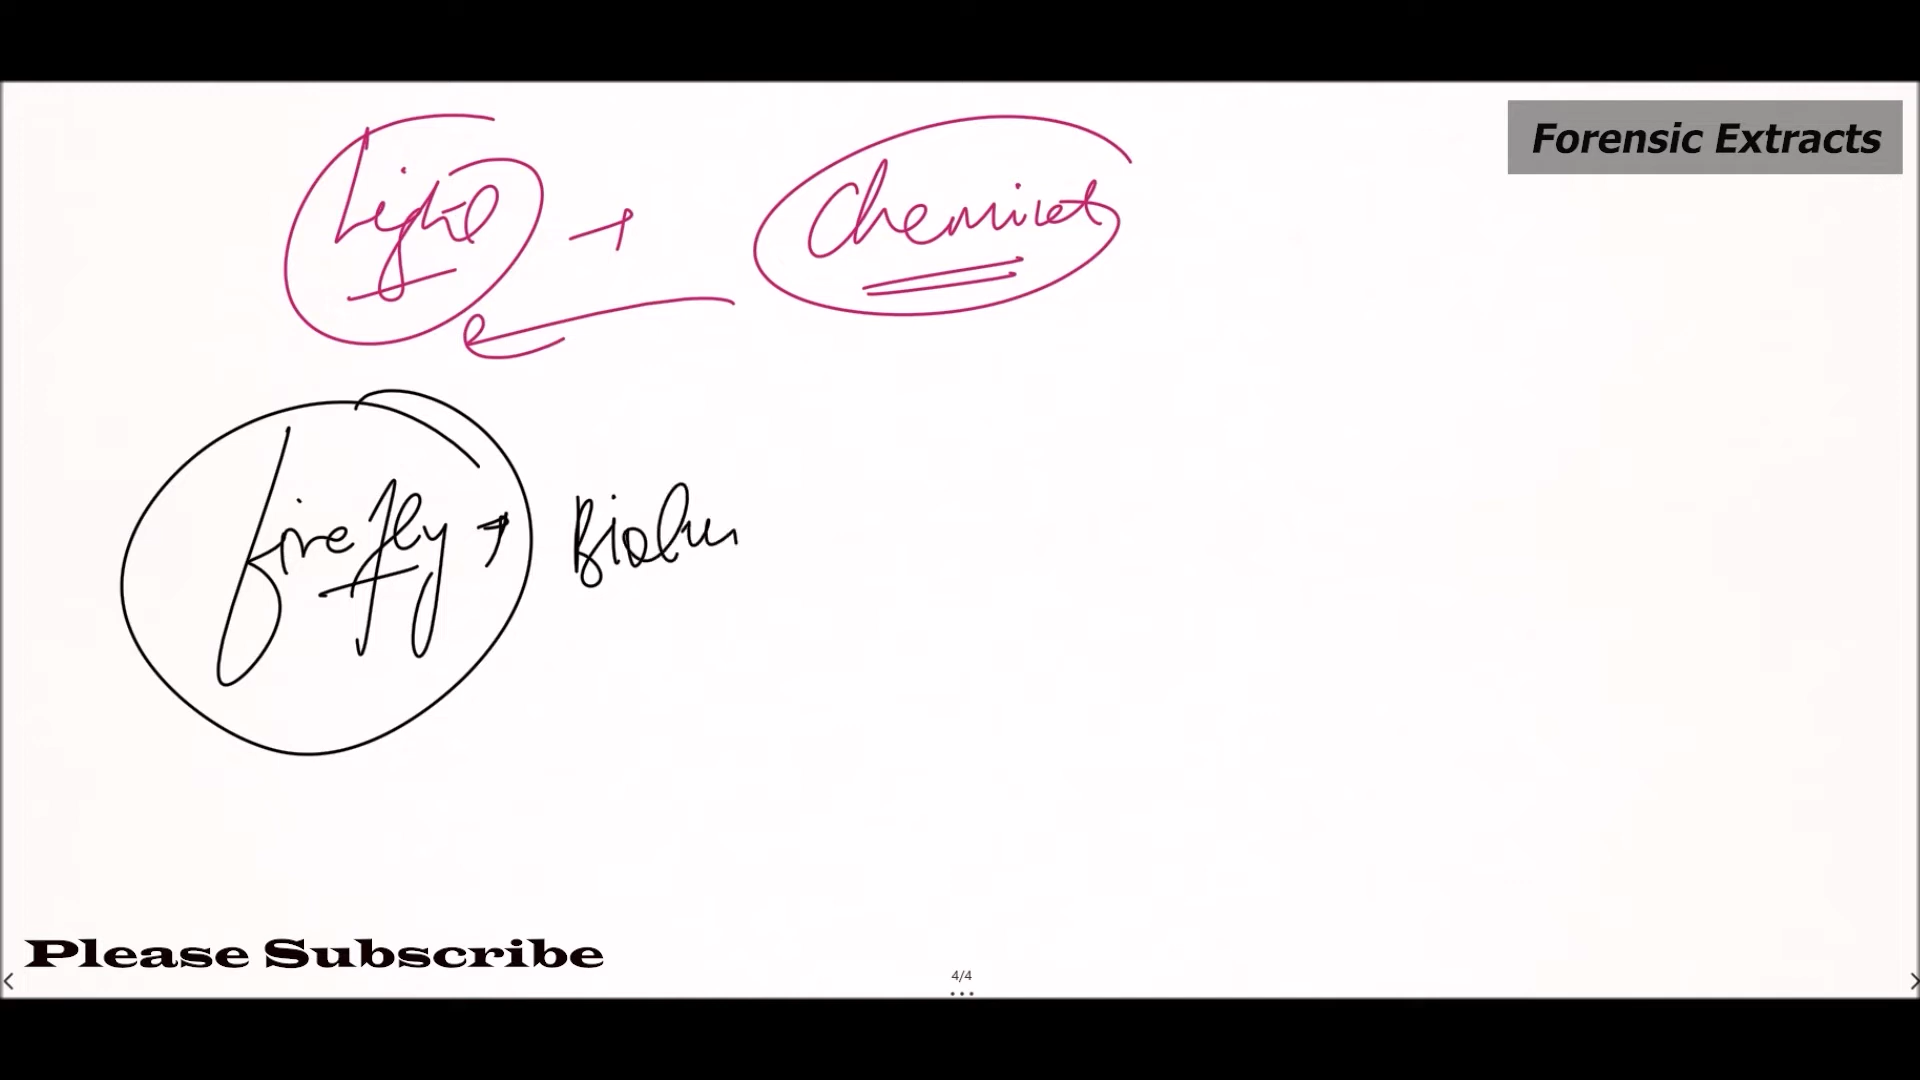 Forensic Extracts
Light → Chemical
firefly → Biolu
Please Subscribe
4/4